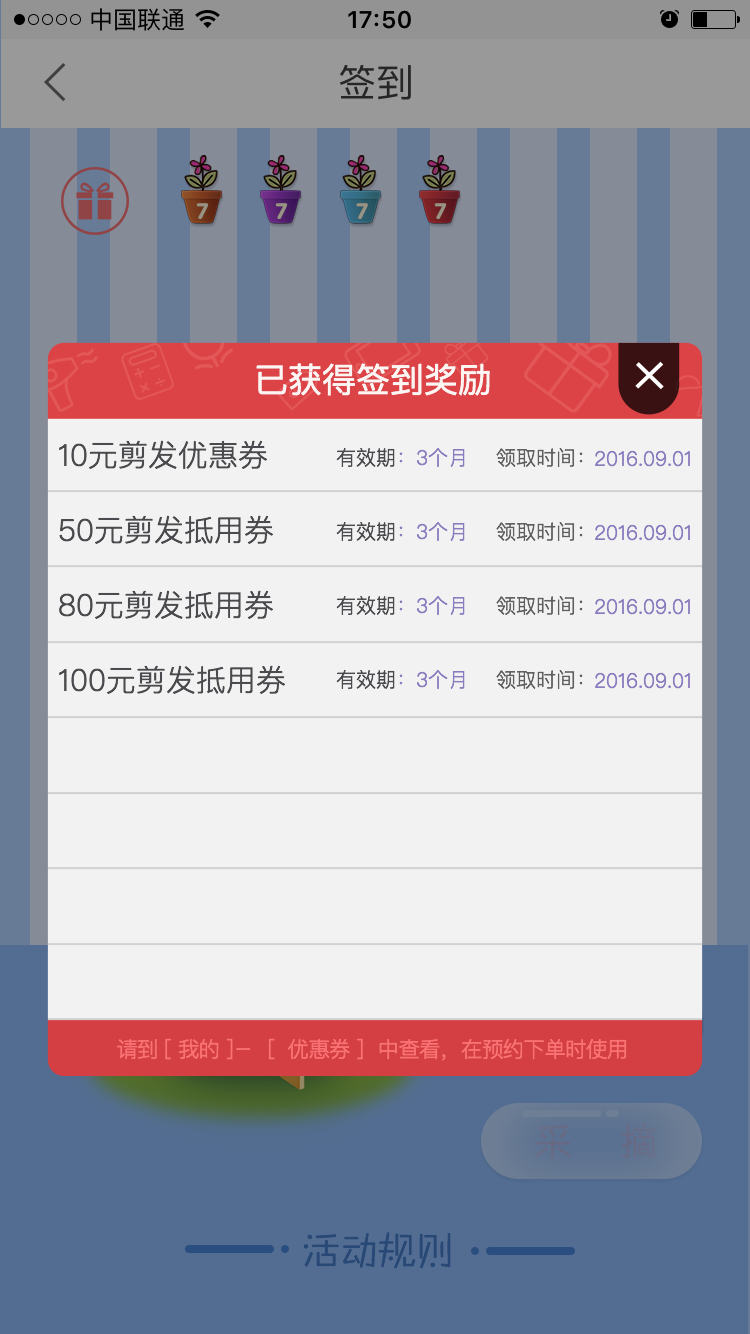 中国联通 17:50
签到
7 7 7 7
已获得签到奖励
10元剪发优惠券 有效期：3个月 领取时间：2016.09.01
50元剪发抵用券 有效期：3个月 领取时间：2016.09.01
80元剪发抵用券 有效期：3个月 领取时间：2016.09.01
100元剪发抵用券 有效期：3个月 领取时间：2016.09.01
请到 [ 我的 ]— [ 优惠券 ] 中查看，在预约下单时使用
采 摘
活动规则